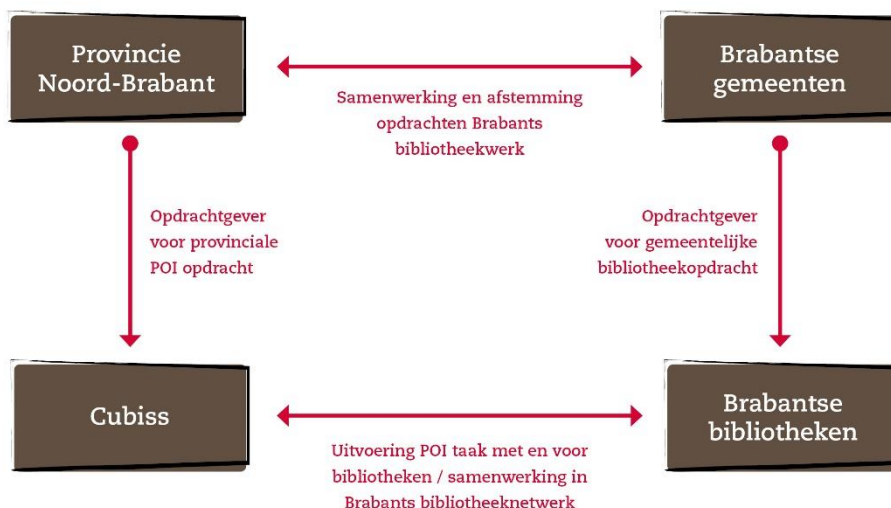 Provincie
Noord-Brabant
Brabantse
gemeenten
Samenwerking en afstemming
opdrachten Brabants
bibliotheekwerk
Opdrachtgever
voor provinciale
POI opdracht
Opdrachtgever
voor gemeentelijke
bibliotheekopdracht
Cubiss
Brabantse
bibliotheken
Uitvoering POI taak met en voor
bibliotheken / samenwerking in
Brabants bibliotheeknetwerk